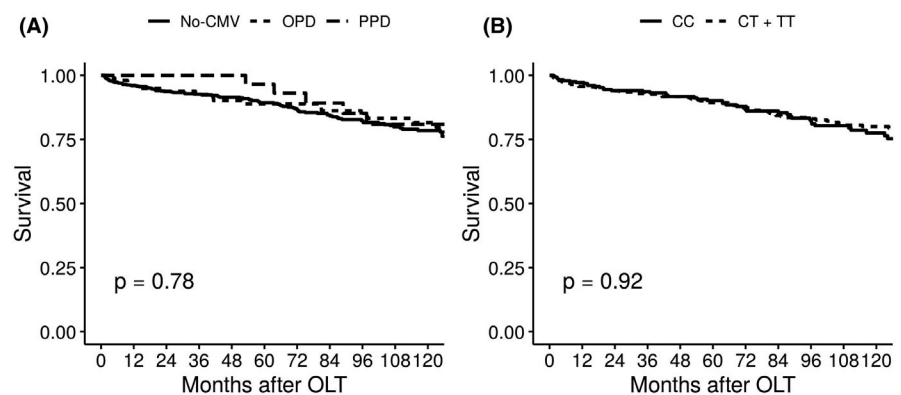 (A)
No-CMV OPD PPD
1.00
0.75
0.50
0.25
0.00
Survival
p = 0.78
0 12 24 36 48 60 72 84 96 108 120
Months after OLT
(B)
CC CT + TT
1.00
0.75
0.50
0.25
0.00
Survival
p = 0.92
0 12 24 36 48 60 72 84 96 108 120
Months after OLT